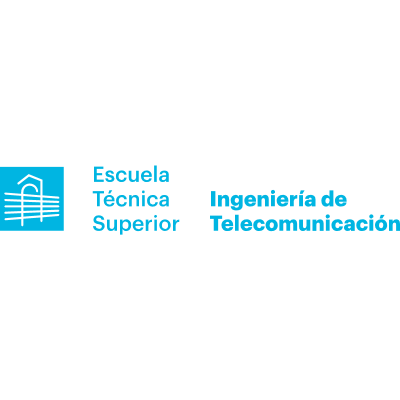 Escuela
Técnica
Superior
Ingeniería de
Telecomunicación